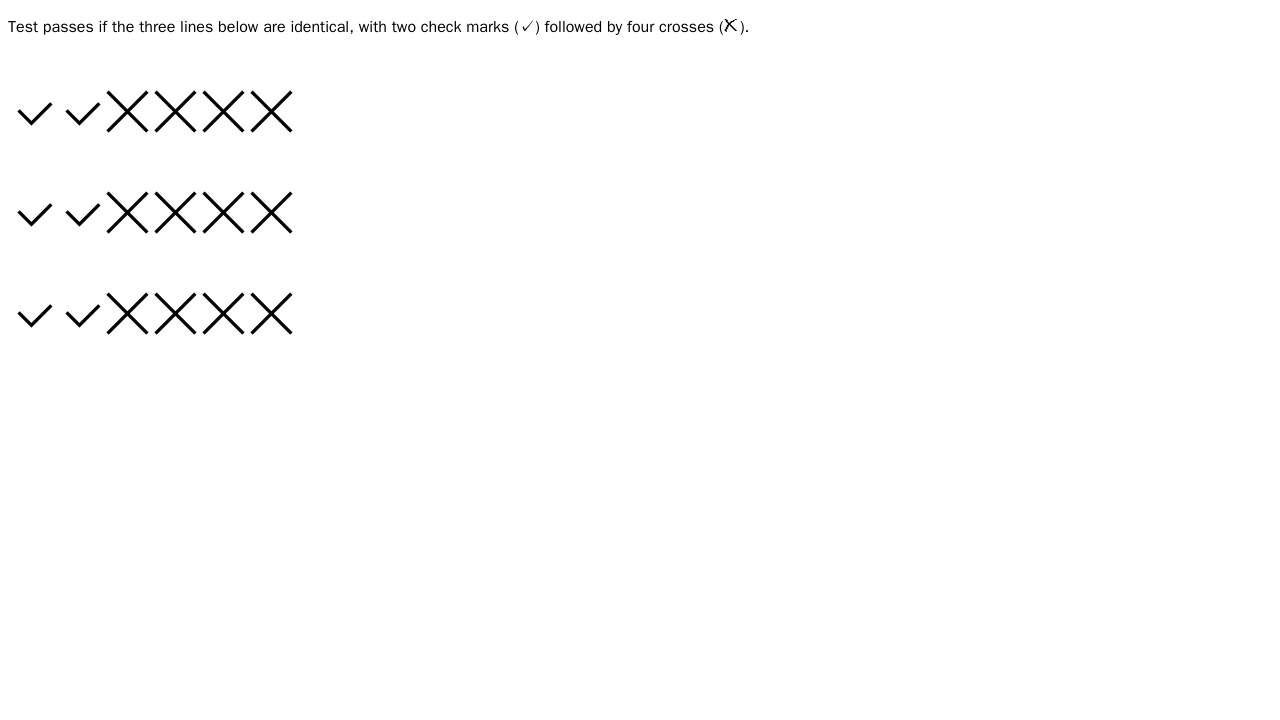 Test passes if the three lines below are identical, with two check marks (✓) followed by four crosses (☓).
✓✓☓☓☓☓
✓✓☓☓☓☓
✓✓☓☓☓☓